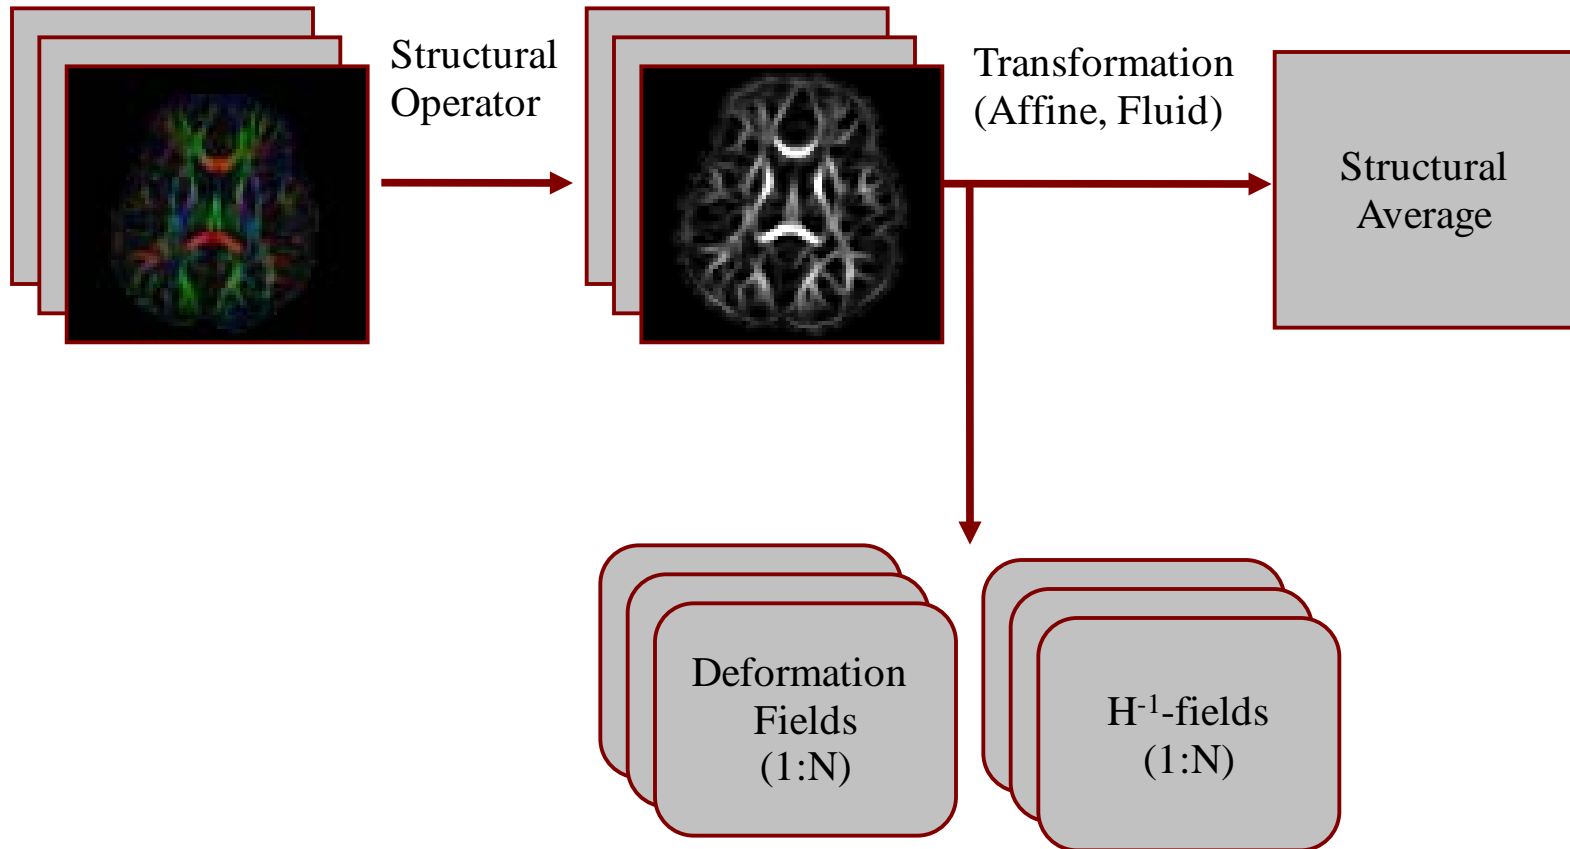 Structural
Operator
Transformation
(Affine, Fluid)
Structural
Average
Deformation
Fields
(1:N)
H⁻¹-fields
(1:N)